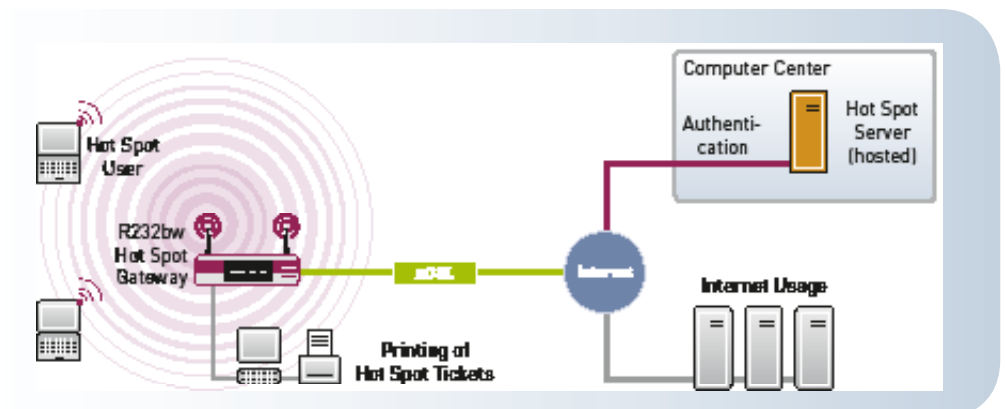 Computer Center
Authenti-
cation
Hot Spot
Server
(hosted)
Hot Spot
User
R232bw
Hot Spot
Gateway
xDSL
Internet
Internet Usage
Printing of
Hot Spot Tickets